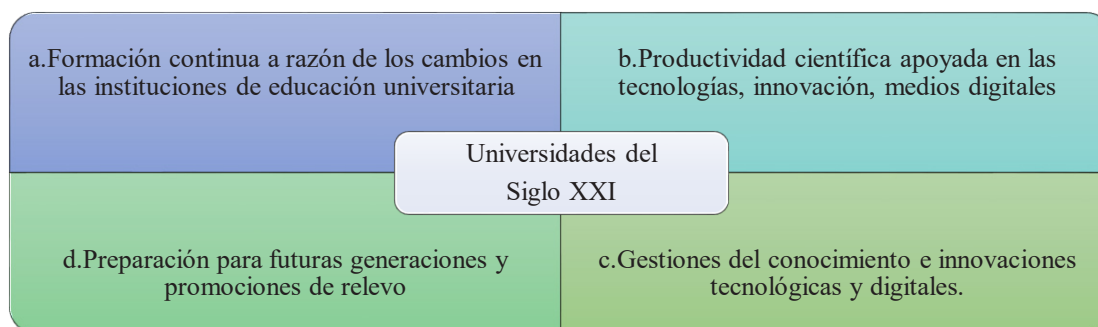 a.Formación continua a razón de los cambios en
las instituciones de educación universitaria
b.Productividad científica apoyada en las
tecnologías, innovación, medios digitales
Universidades del
Siglo XXI
d.Preparación para futuras generaciones y
promociones de relevo
c.Gestiones del conocimiento e innovaciones
tecnológicas y digitales.